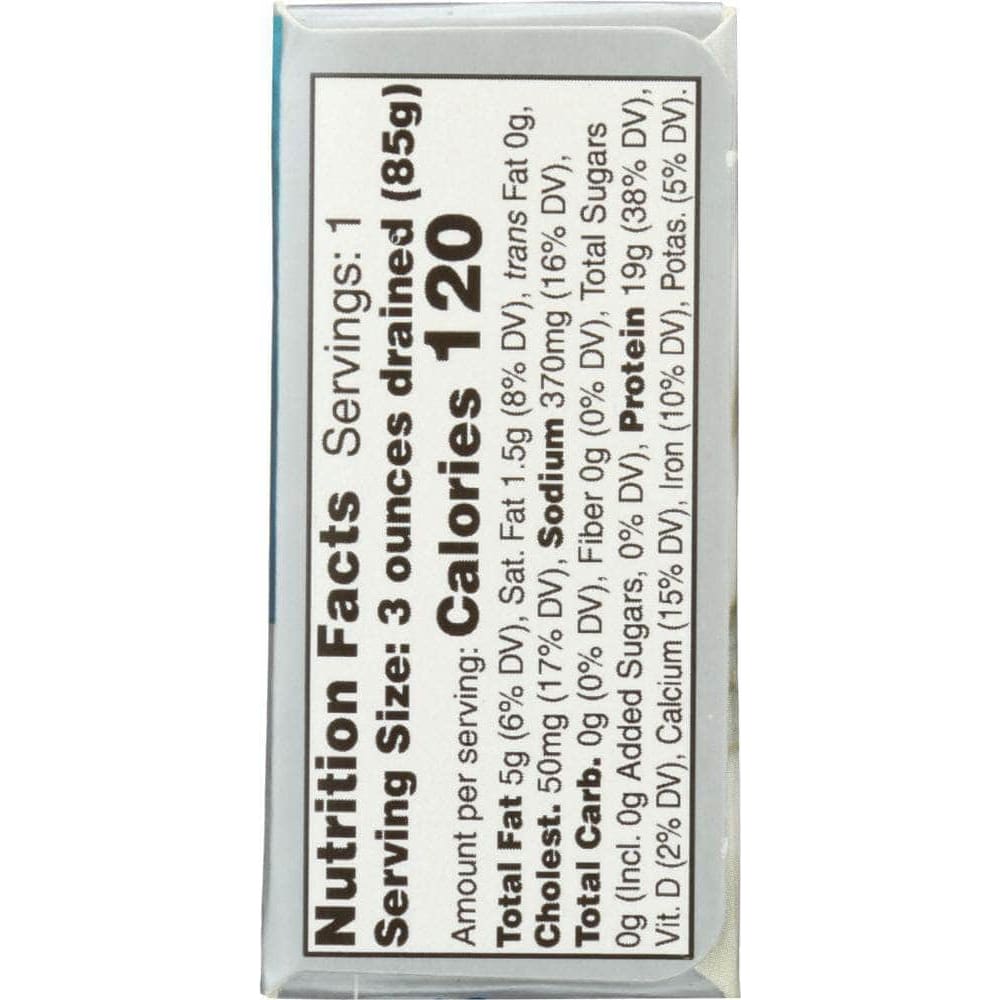 Nutrition Facts Servings: 1
Serving Size: 3 ounces drained (85g)
Amount per serving: Calories 120
Total Fat 5g (6% DV), Sat. Fat 1.5g (8% DV), trans Fat 0g,
Cholest. 50mg (17% DV), Sodium 370mg (16% DV),
Total Carb. 0g (0% DV), Fiber 0g (0% DV), Total Sugars
0g (Incl. 0g Added Sugars, 0% DV), Protein 19g (38% DV),
Vit. D (2% DV), Calcium (15% DV), Iron (10% DV), Potas. (5% DV).